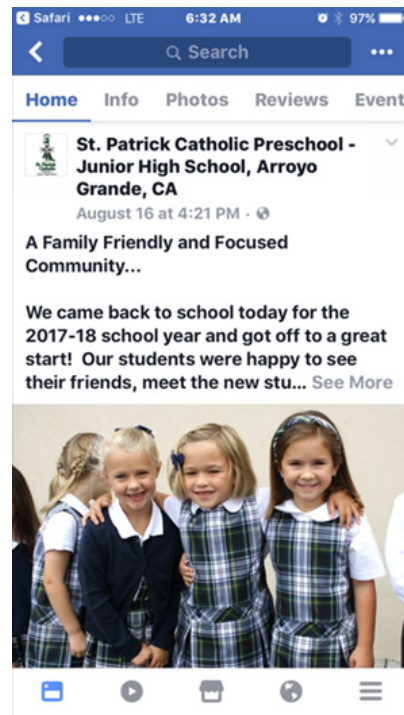 Safari LTE 6:32 AM 97%
Search
Home Info Photos Reviews Event
St. Patrick Catholic Preschool -
Junior High School, Arroyo
Grande, CA
August 16 at 4:21 PM ·
A Family Friendly and Focused
Community...
We came back to school today for the
2017-18 school year and got off to a great
start! Our students were happy to see
their friends, meet the new stu... See More